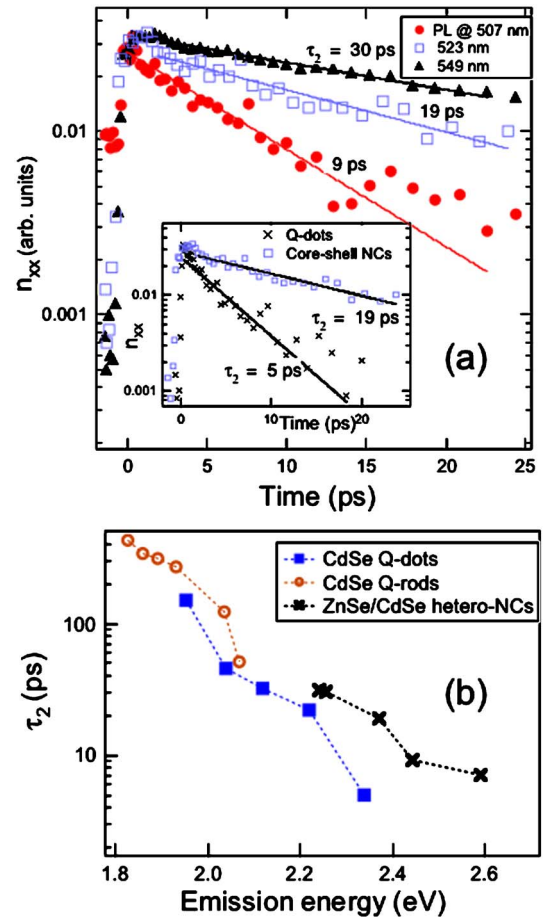 PL @ 507 nm
523 nm
549 nm
τ2 = 30 ps
19 ps
9 ps
0.01
0.001
nxx (arb. units)
Q-dots
Core-shell NCs
τ2 = 19 ps
τ2 = 5 ps
0.01
0.001
nxx
0 10 20
Time (ps)
(a)
0 5 10 15 20 25
Time (ps)
CdSe Q-dots
CdSe Q-rods
ZnSe/CdSe hetero-NCs
(b)
100
10
τ2 (ps)
1.8 2.0 2.2 2.4 2.6
Emission energy (eV)